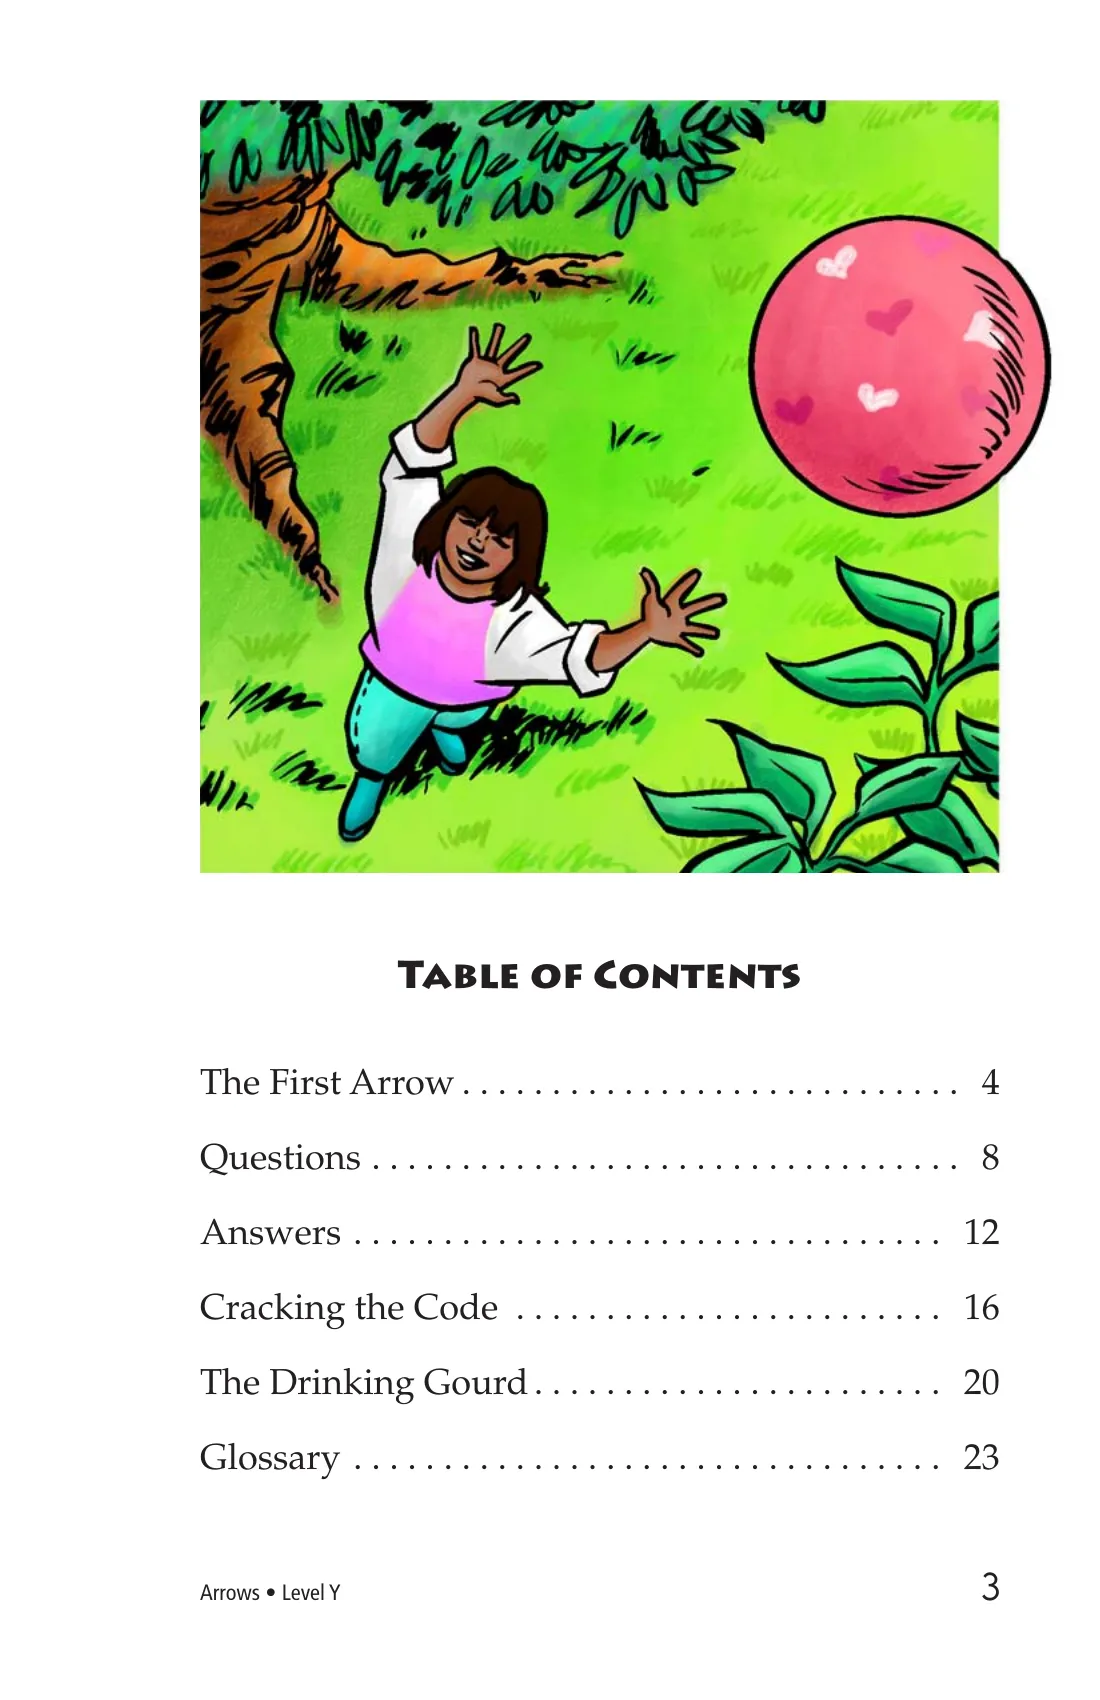 Table of Contents
The First Arrow . . . . . . . . . . . . . . . . . . . . . . . . . . . . 4
Questions . . . . . . . . . . . . . . . . . . . . . . . . . . . . . . . . . 8
Answers . . . . . . . . . . . . . . . . . . . . . . . . . . . . . . . . . 12
Cracking the Code . . . . . . . . . . . . . . . . . . . . . . . . 16
The Drinking Gourd . . . . . . . . . . . . . . . . . . . . . . . 20
Glossary . . . . . . . . . . . . . . . . . . . . . . . . . . . . . . . . . 23
Arrows • Level Y 3